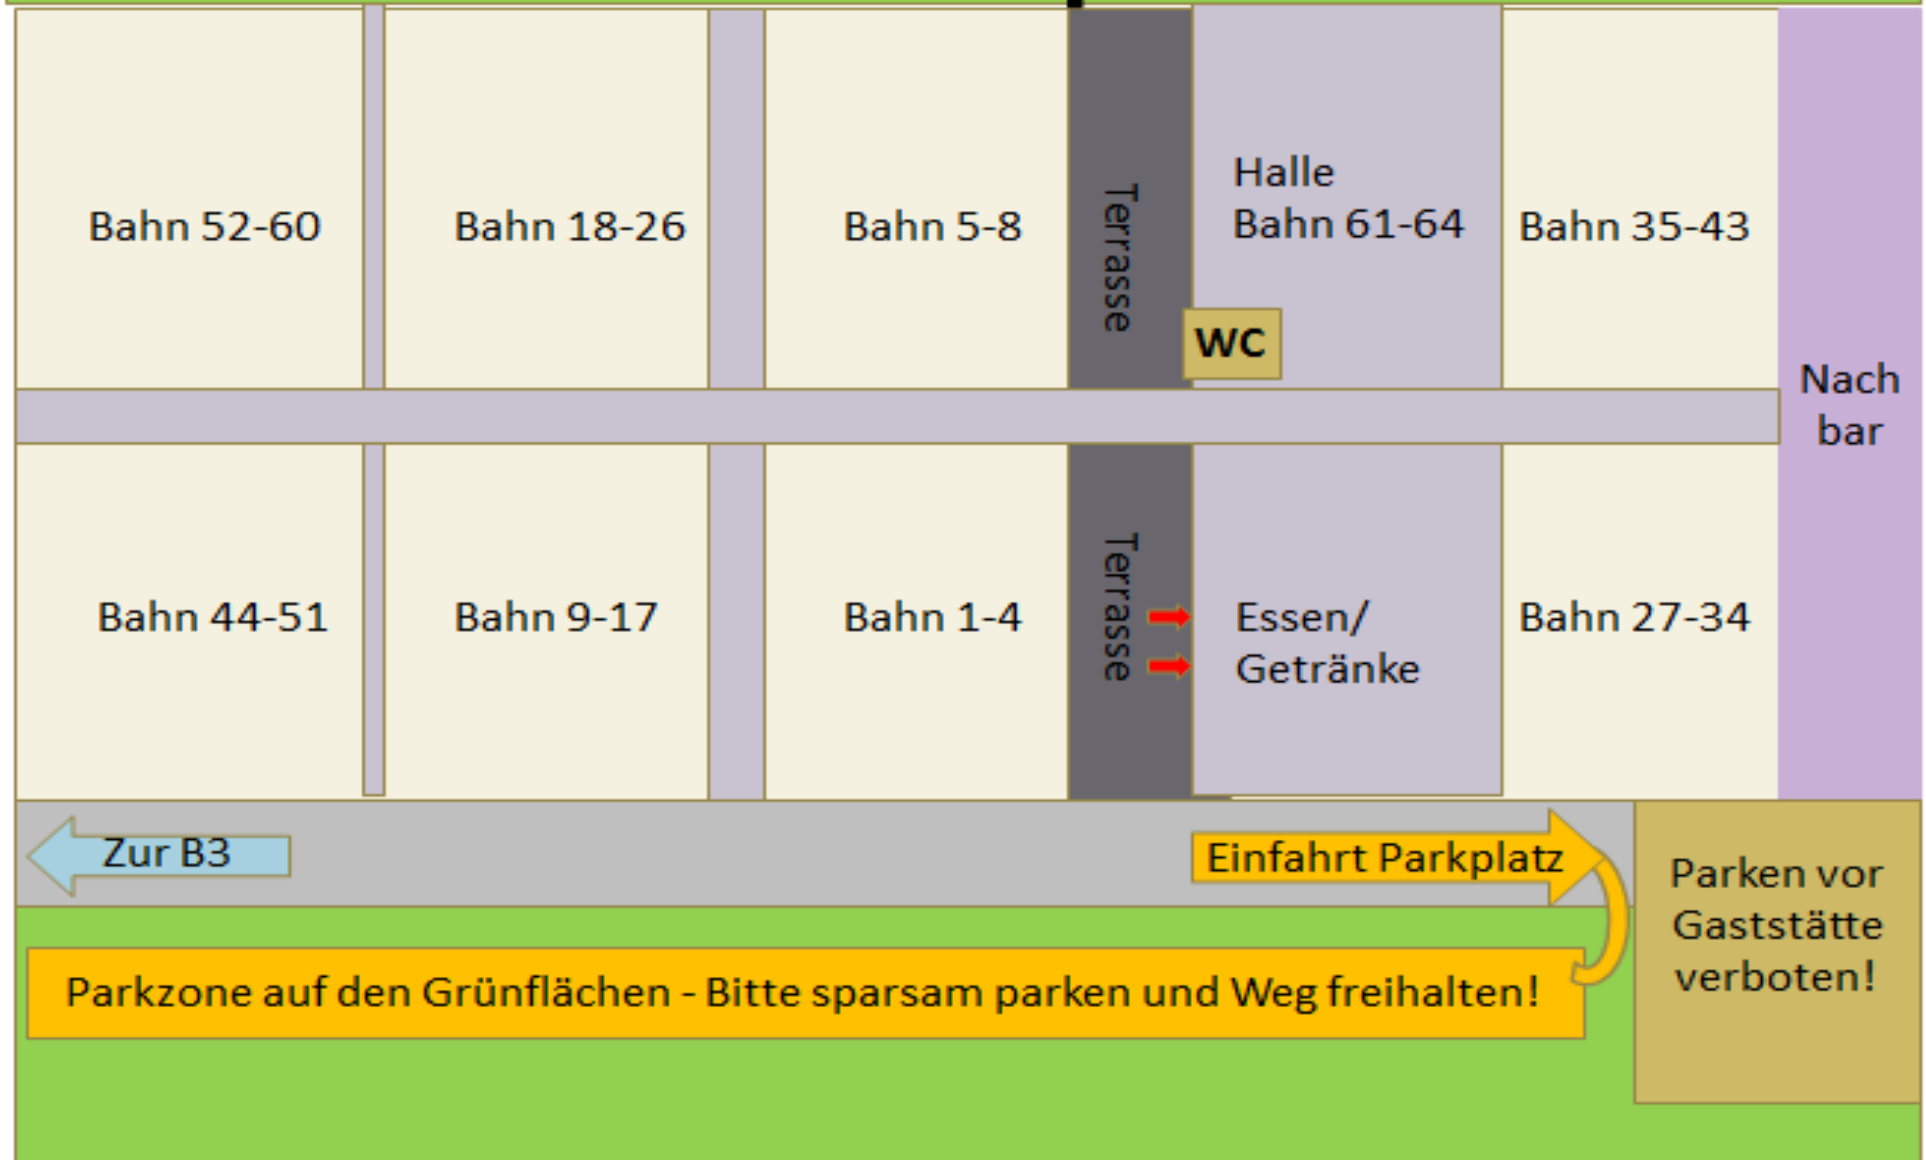 Bahn 52-60
Bahn 18-26
Bahn 5-8
Terrasse
Halle
Bahn 61-64
Bahn 35-43
WC
Nach
bar
Bahn 44-51
Bahn 9-17
Bahn 1-4
Terrasse
Essen/
Getränke
Bahn 27-34
Zur B3
Einfahrt Parkplatz
Parken vor
Gaststätte
verboten!
Parkzone auf den Grünflächen - Bitte sparsam parken und Weg freihalten!